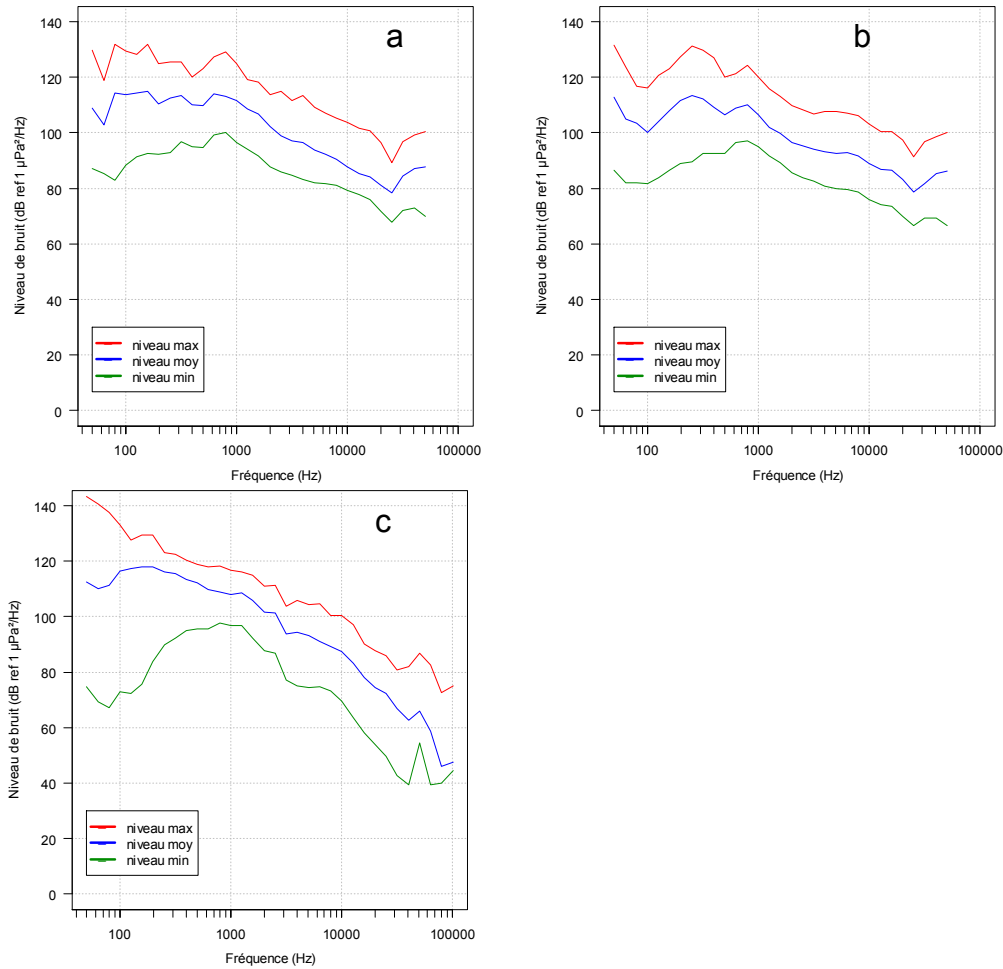 a
Niveau de bruit (dB ref 1 µPa²/Hz)
140
120
100
80
60
40
20
0
niveau max
niveau moy
niveau min
100 1000 10000 100000
Fréquence (Hz)
b
Niveau de bruit (dB ref 1 µPa²/Hz)
140
120
100
80
60
40
20
0
niveau max
niveau moy
niveau min
100 1000 10000 100000
Fréquence (Hz)
c
Niveau de bruit (dB ref 1 µPa²/Hz)
140
120
100
80
60
40
20
0
niveau max
niveau moy
niveau min
100 1000 10000 100000
Fréquence (Hz)